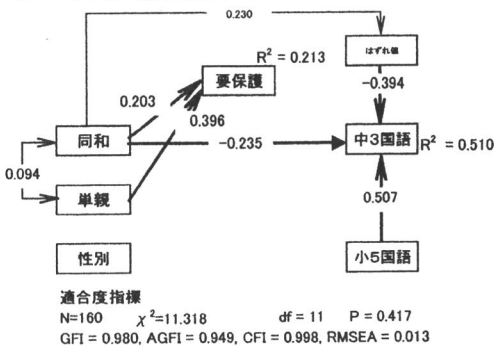 0.230
はずれ値
R² = 0.213
要保護
-0.394
0.203
0.396
同和
-0.235
中3国語
R² = 0.510
0.094
単親
0.507
性別
小5国語
適合度指標
N=160 χ²=11.318 df = 11 P = 0.417
GFI = 0.980, AGFI = 0.949, CFI = 0.998, RMSEA = 0.013